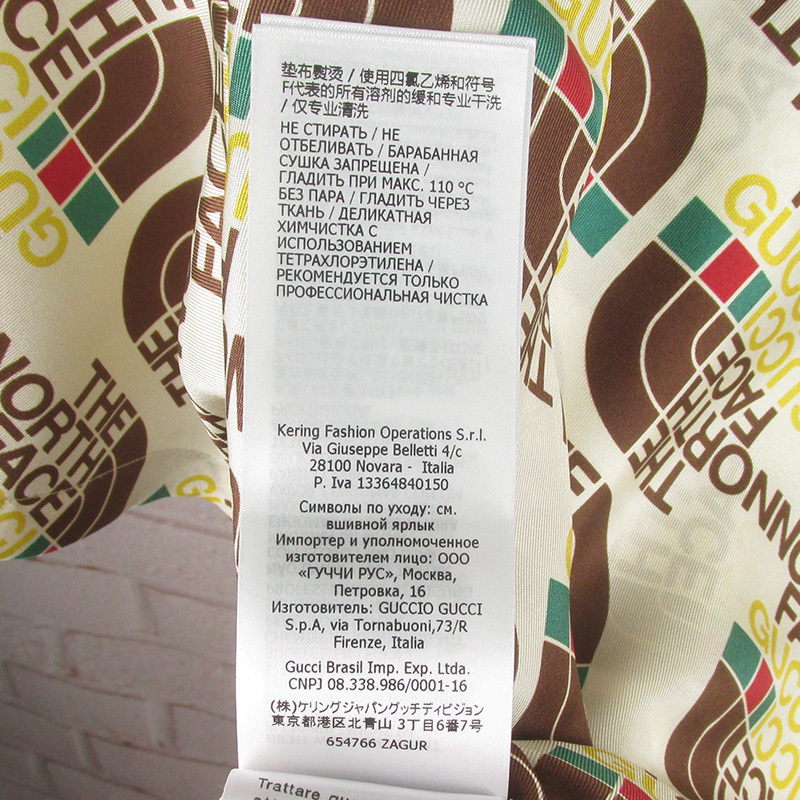 垫布熨烫 / 使用四氯乙烯和符号
F代表的所有溶剂的缓和专业干洗
/ 仅专业清洗
НЕ СТИРАТЬ / НЕ
ОТБЕЛИВАТЬ / БАРАБАННАЯ
СУШКА ЗАПРЕЩЕНА /
ГЛАДИТЬ ПРИ МАКС. 110 °C
БЕЗ ПАРА / ГЛАДИТЬ ЧЕРЕЗ
ТКАНЬ / ДЕЛИКАТНАЯ
ХИМЧИСТКА С
ИСПОЛЬЗОВАНИЕМ
ТЕТРАХЛОРЭТИЛЕНА /
РЕКОМЕНДУЕТСЯ ТОЛЬКО
ПРОФЕССИОНАЛЬНАЯ ЧИСТКА
Kering Fashion Operations S.r.l.
Via Giuseppe Belletti 4/c
28100 Novara - Italia
P. Iva 13364840150
Символы по уходу: см.
вшивной ярлык
Импортер и уполномоченное
изготовителем лицо: ООО
«ГУЧЧИ РУС», Москва,
Петровка, 16
Изготовитель: GUCCIO GUCCI
S.p.A, via Tornabuoni,73/R
Firenze, Italia
Gucci Brasil Imp. Exp. Ltda.
CNPJ 08.338.986/0001-16
(株)ケリングジャパングッチディビジョン
東京都港区北青山 3丁目6番7号
654766 ZAGUR
Trattare
THE
NORTH
FACE
GUCCI
THE
NORTH
FACE
GUCCI